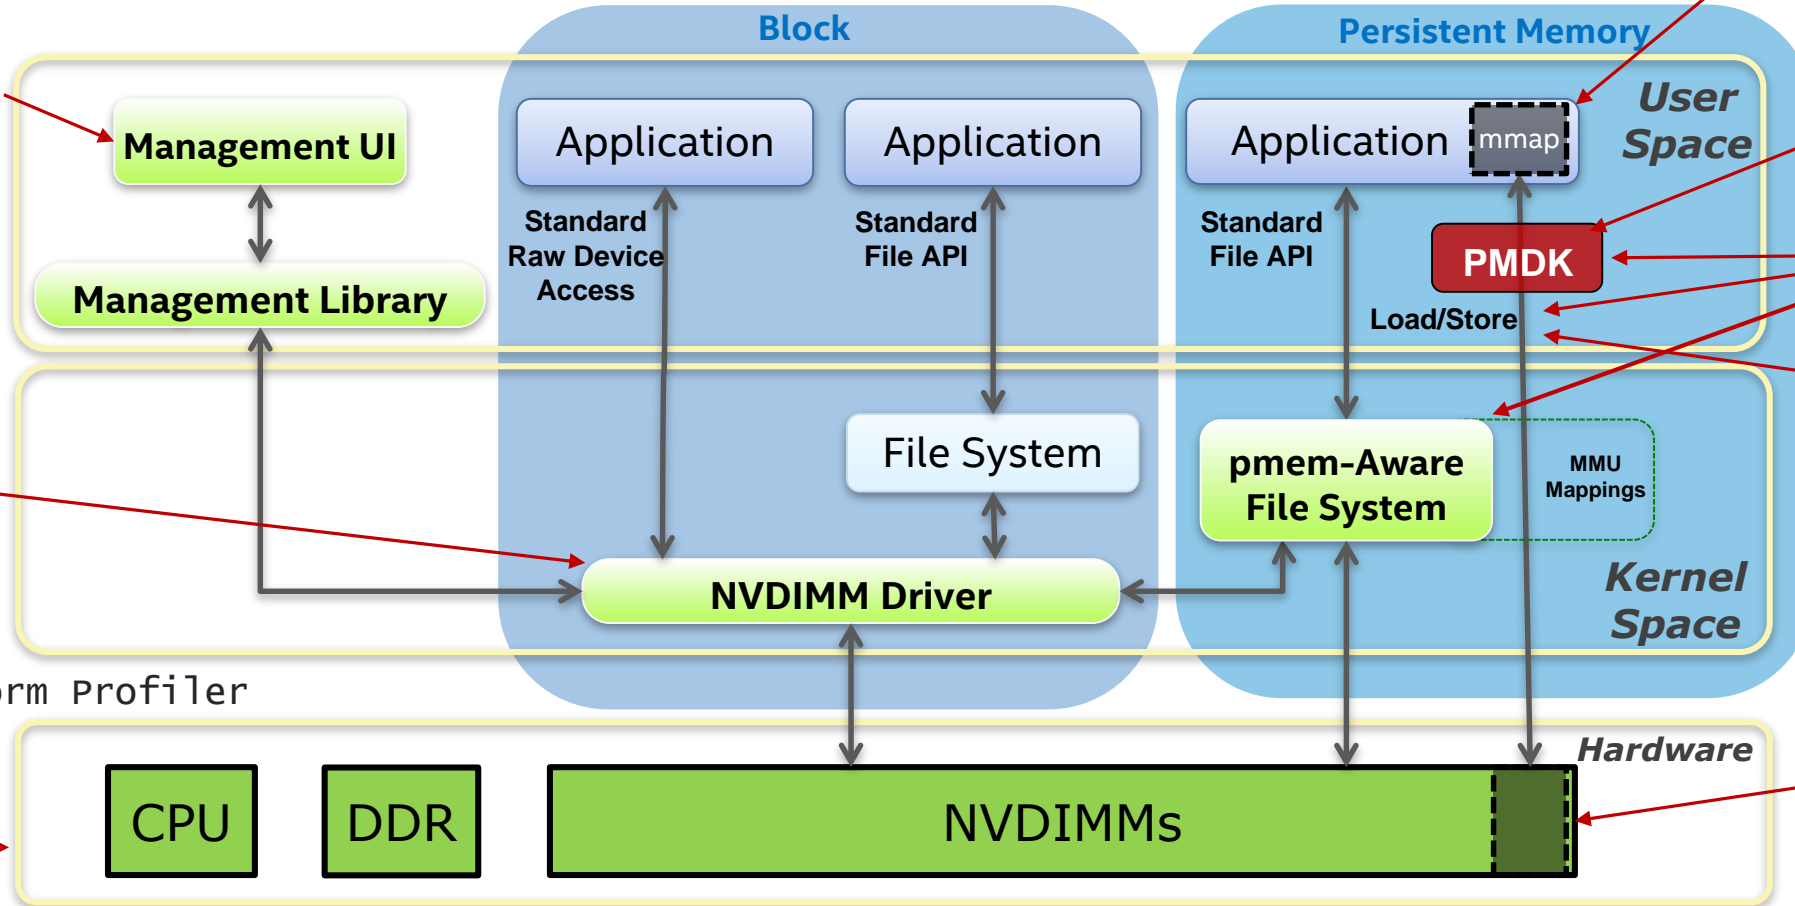 Block
Persistent Memory
User
Space
Management UI
Application
Application
Application
mmap
Standard
Raw Device
Access
Standard
File API
Standard
File API
PMDK
Management Library
Load/Store
File System
pmem-Aware
File System
MMU
Mappings
NVDIMM Driver
Kernel
Space
Profiler
Hardware
CPU
DDR
NVDIMMs